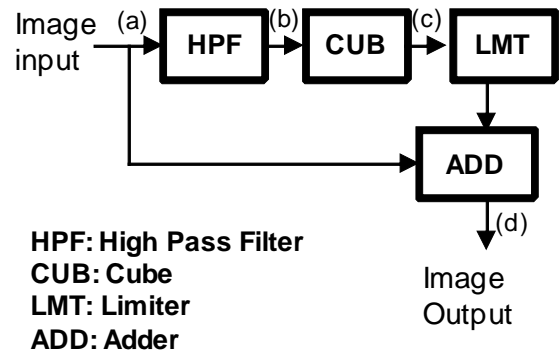 Image
input
(a)
HPF
(b)
CUB
(c)
LMT
ADD
(d)
Image
Output
HPF: High Pass Filter
CUB: Cube
LMT: Limiter
ADD: Adder